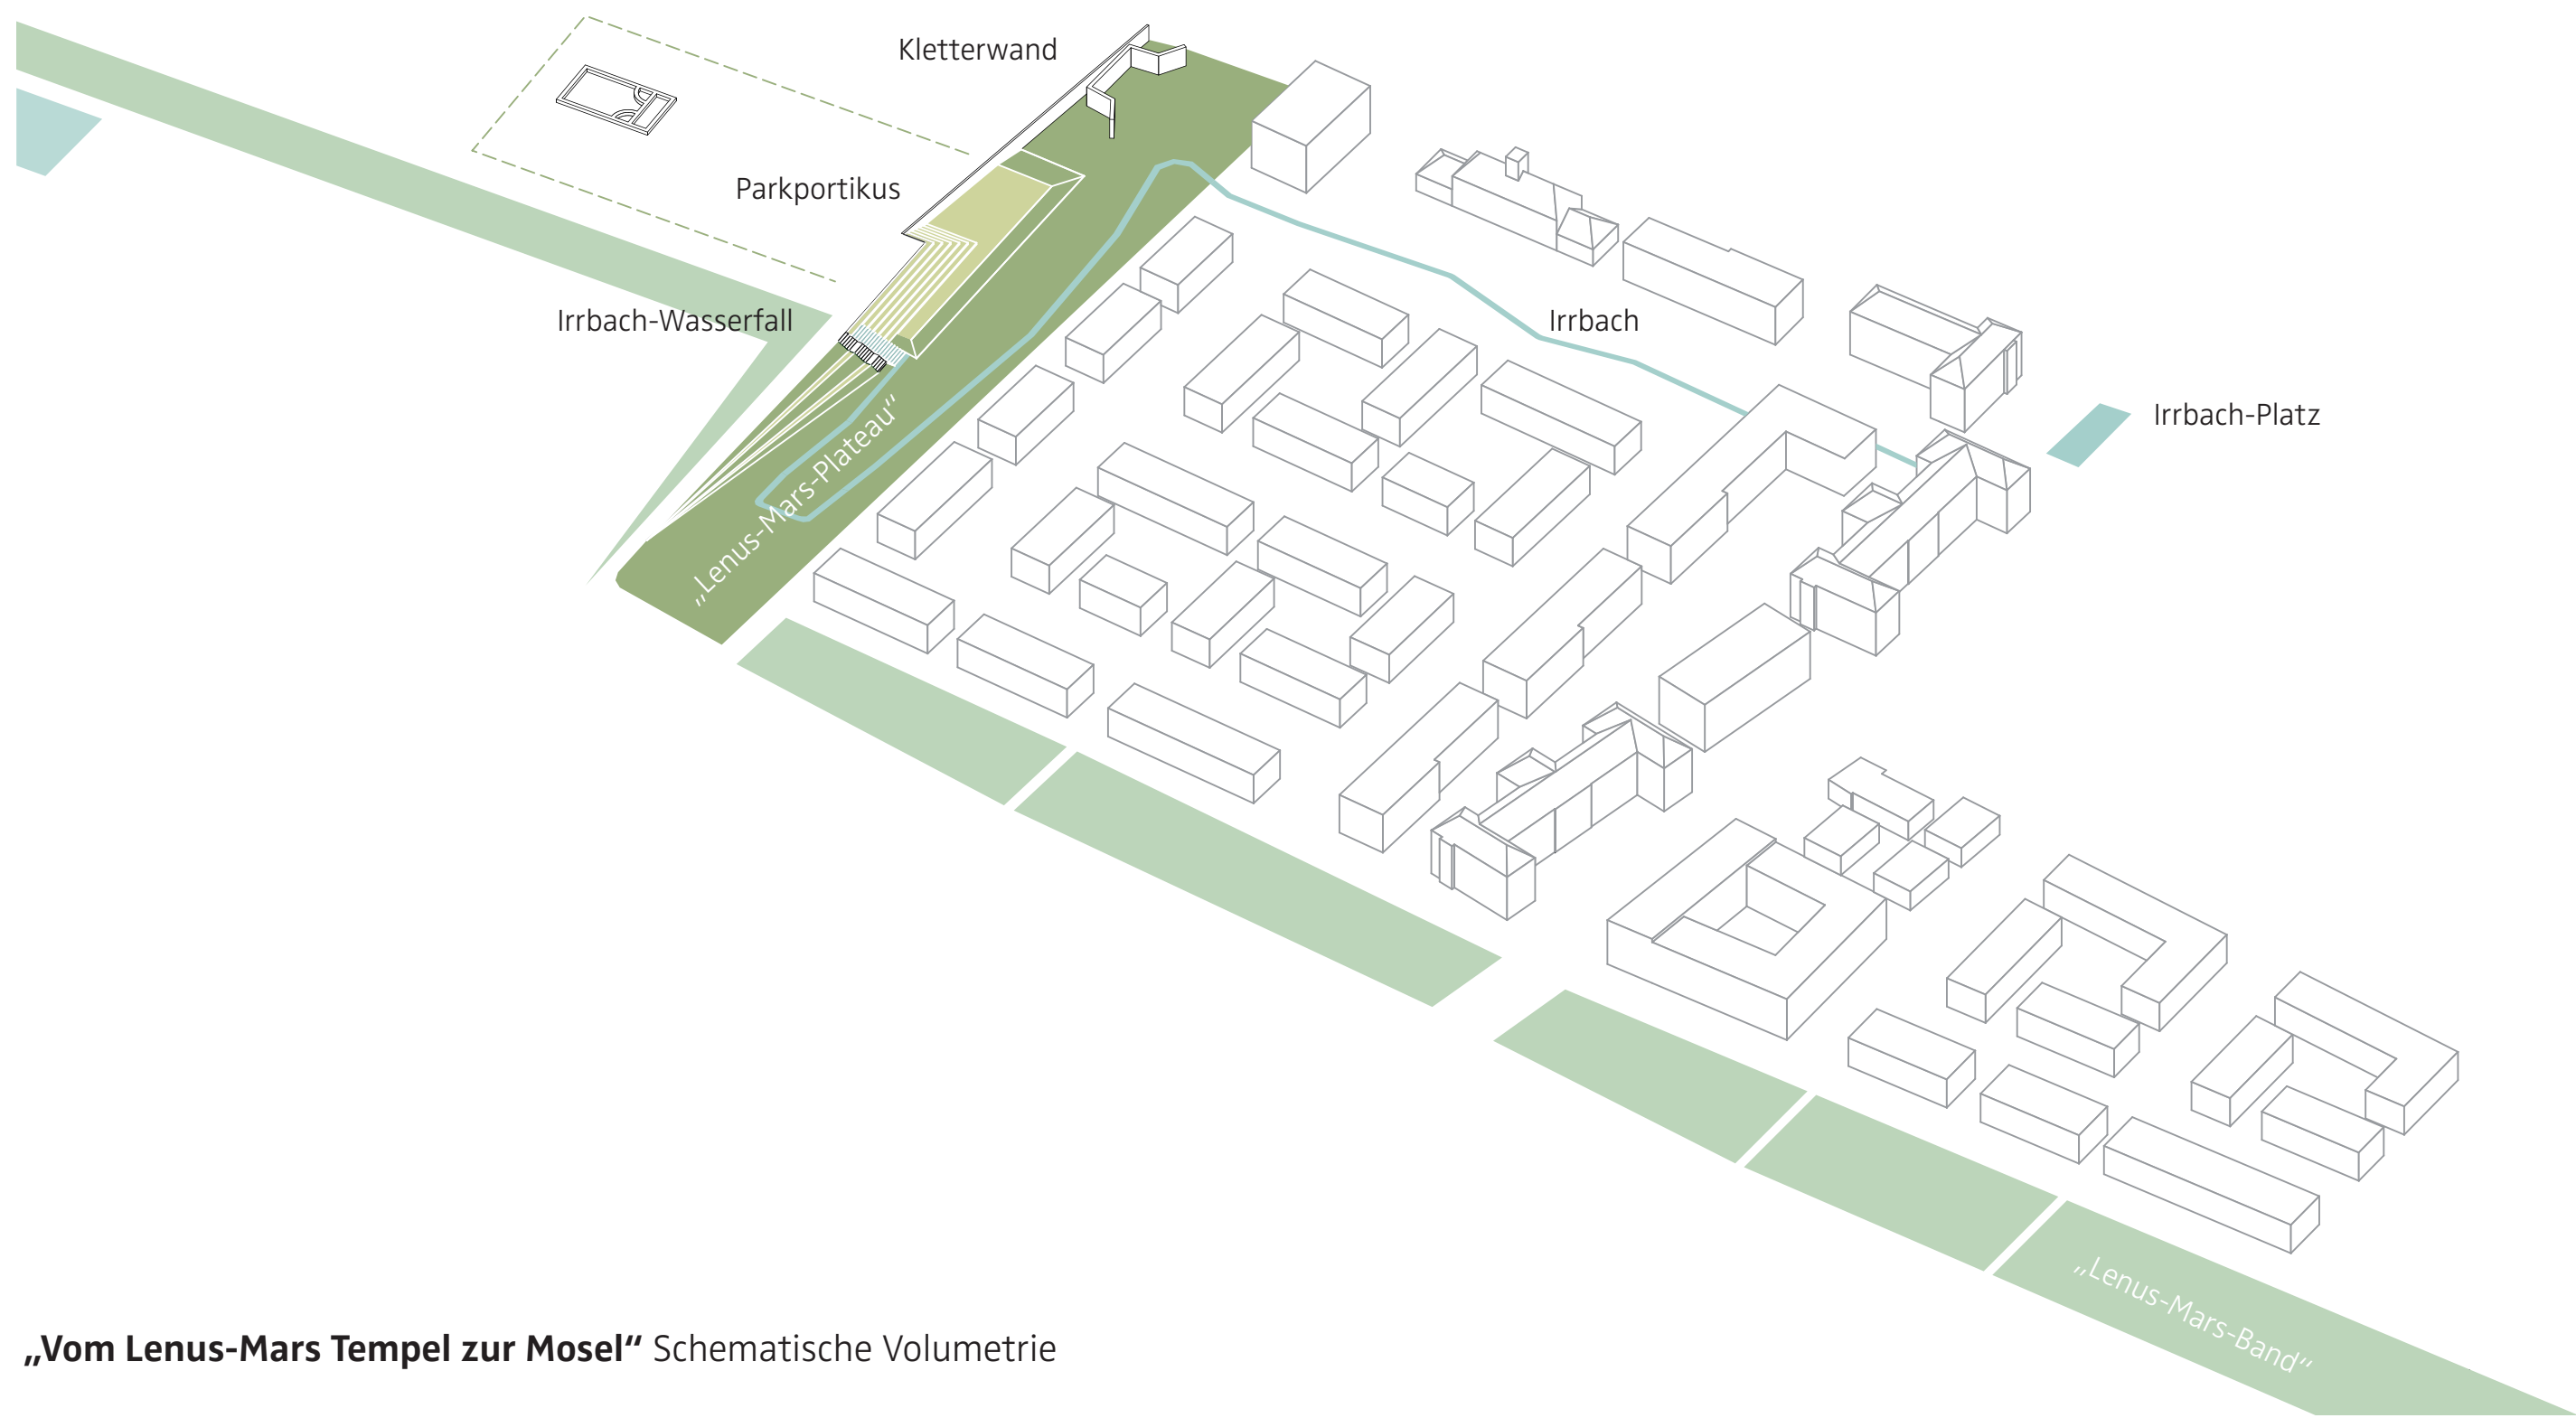 Kletterwand
Parkportikus
Irrbach-Wasserfall
Irrbach
Irrbach-Platz
„Lenus-Mars-Plateau“
„Lenus-Mars-Band“
„Vom Lenus-Mars Tempel zur Mosel“ Schematische Volumetrie